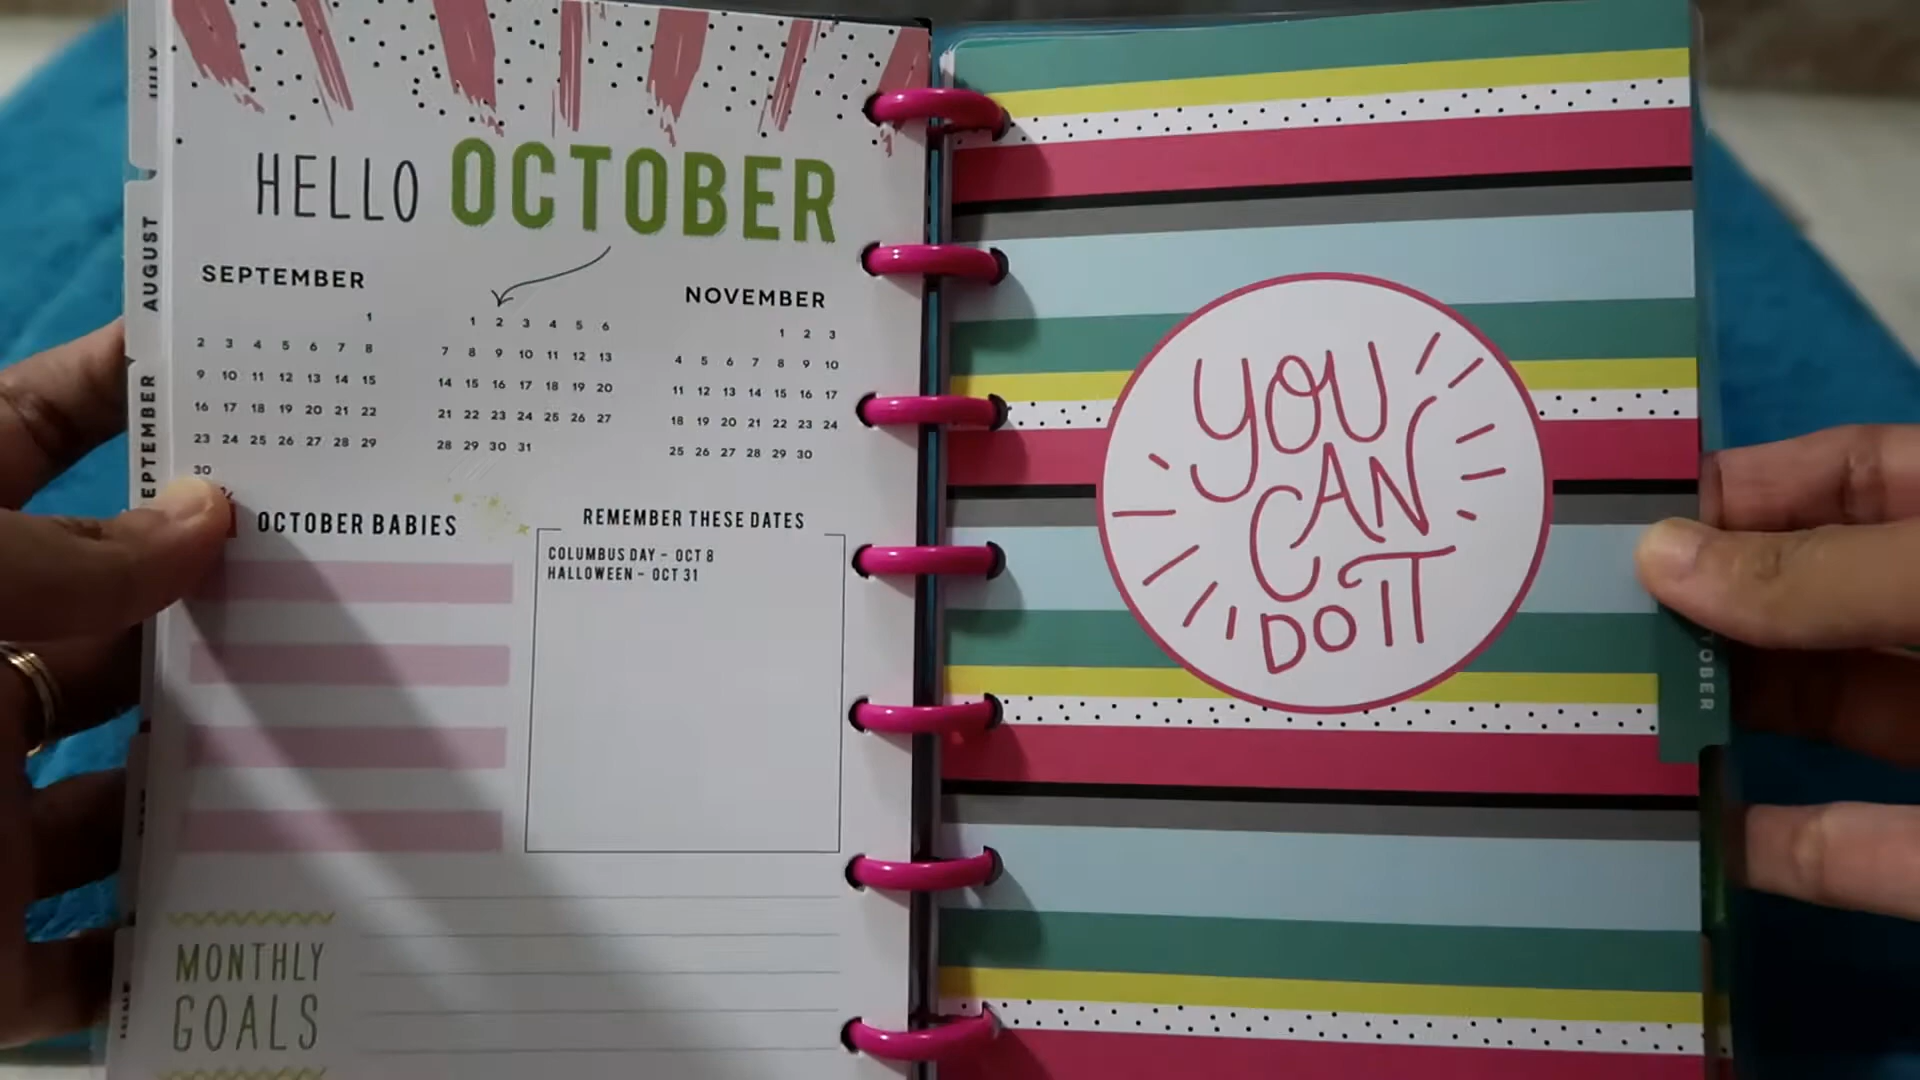 JULY
AUGUST
SEPTEMBER
HELLO OCTOBER
SEPTEMBER
1
2 3 4 5 6 7 8
9 10 11 12 13 14 15
16 17 18 19 20 21 22
23 24 25 26 27 28 29
30
1 2 3 4 5 6
7 8 9 10 11 12 13
14 15 16 17 18 19 20
21 22 23 24 25 26 27
28 29 30 31
NOVEMBER
1 2 3
4 5 6 7 8 9 10
11 12 13 14 15 16 17
18 19 20 21 22 23 24
25 26 27 28 29 30
OCTOBER BABIES
REMEMBER THESE DATES
COLUMBUS DAY - OCT 8
HALLOWEEN - OCT 31
MONTHLY
GOALS
YOU
CAN
DO IT
TOBER